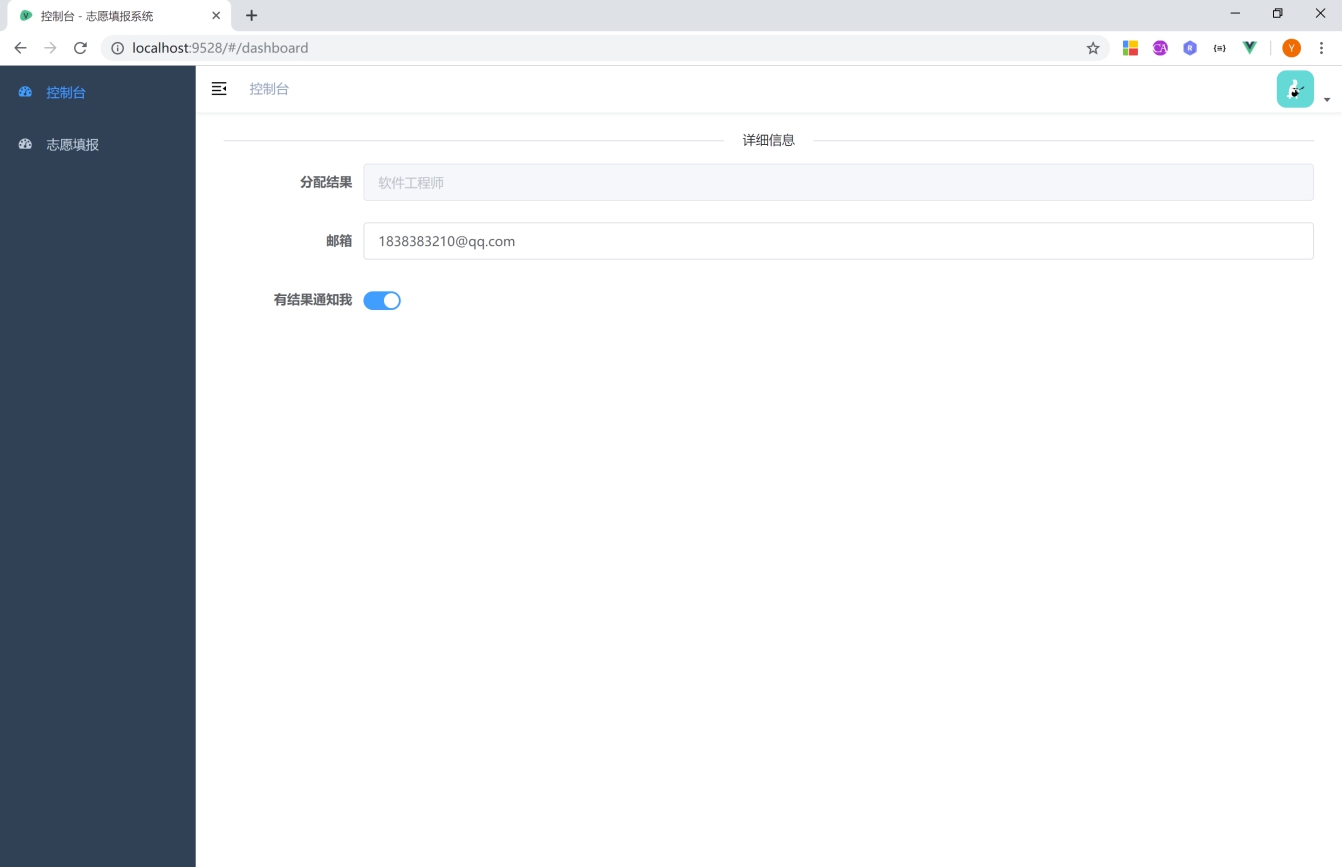 控制台 - 志愿填报系统
localhost:9528/#/dashboard
CA
R
{=}
Y
控制台
控制台
志愿填报
详细信息
分配结果
软件工程师
邮箱
1838383210@qq.com
有结果通知我